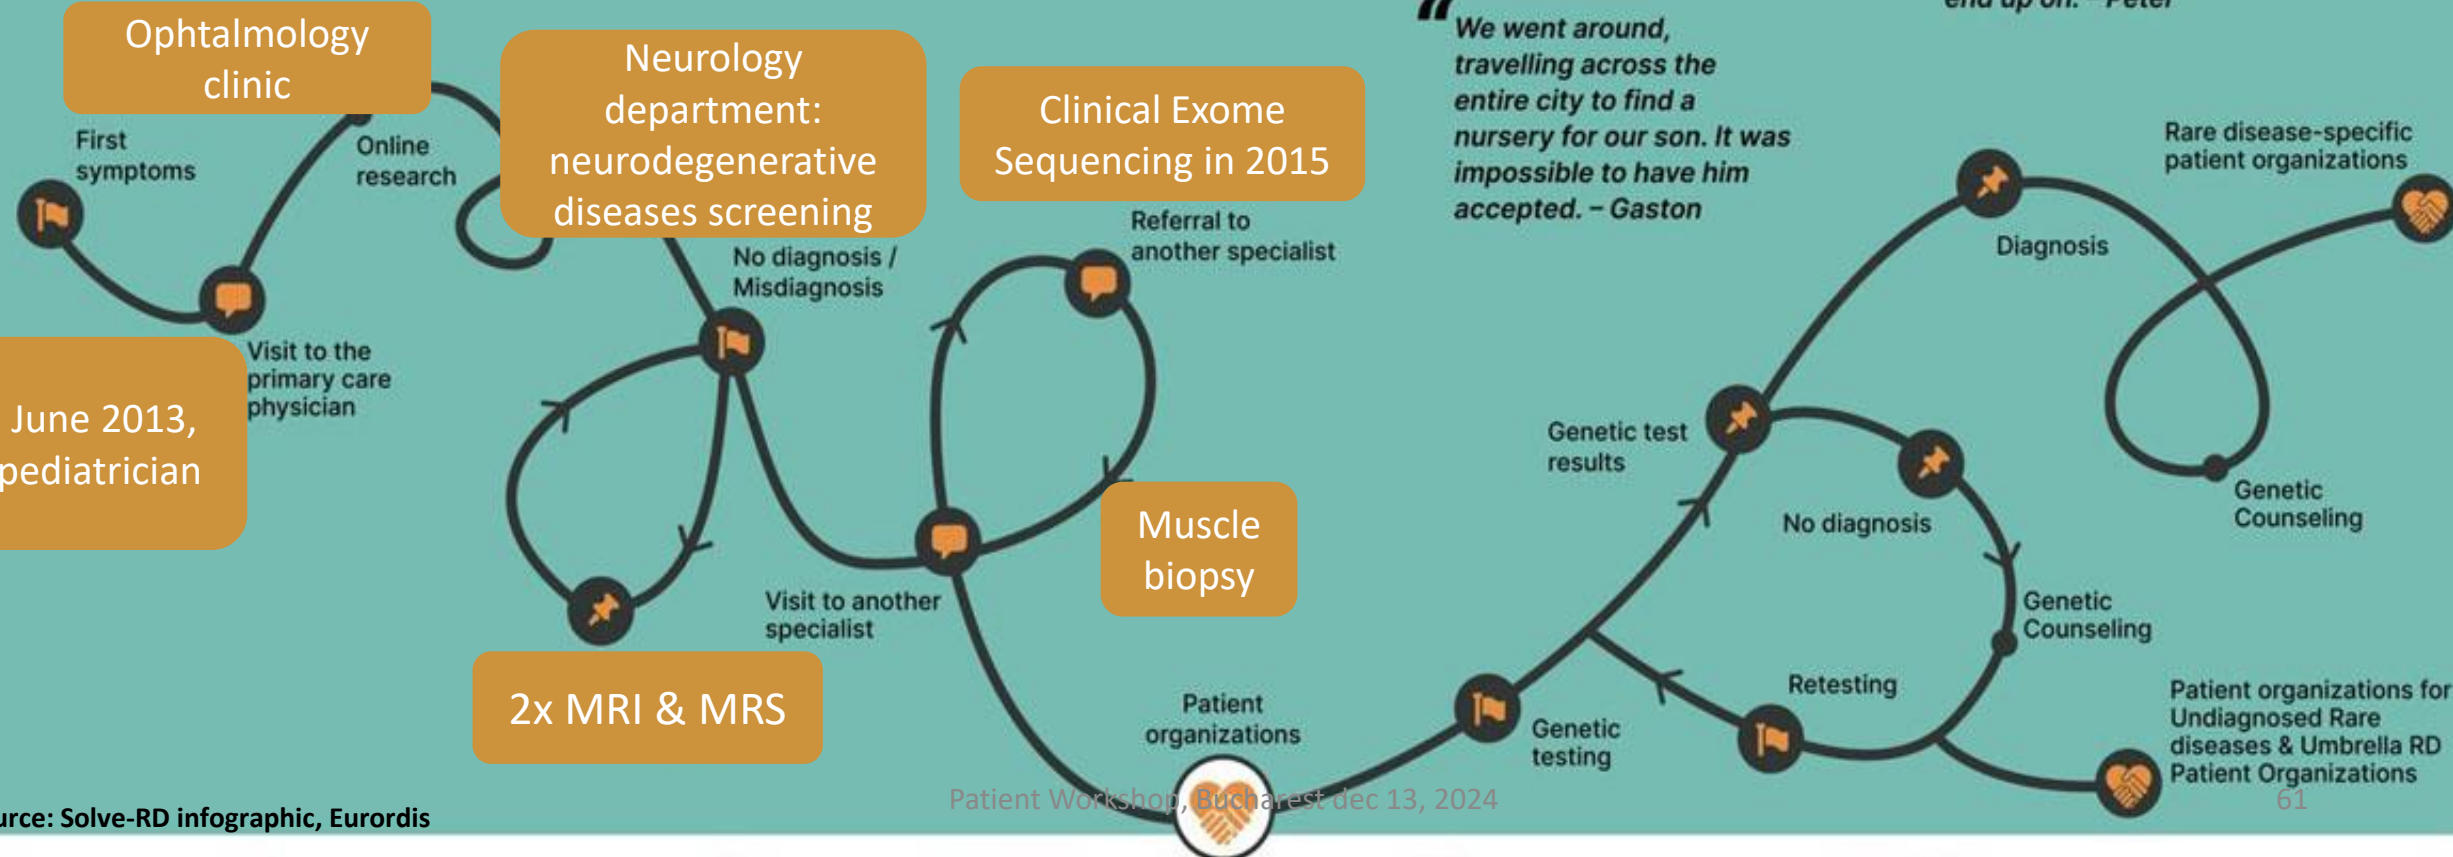 end up on. – Peter
Ophtalmology
clinic
First
symptoms
Online
research
Visit to the
primary care
physician
June 2013,
pediatrician
Neurology
department:
neurodegenerative
diseases screening
No diagnosis /
Misdiagnosis
2x MRI & MRS
Clinical Exome
Sequencing in 2015
Referral to
another specialist
Visit to another
specialist
Muscle
biopsy
Patient
organizations
“
We went around,
travelling across the
entire city to find a
nursery for our son. It was
impossible to have him
accepted. – Gaston
Genetic
testing
Genetic test
results
No diagnosis
Genetic
Counseling
Retesting
Patient organizations for
Undiagnosed Rare
diseases & Umbrella RD
Patient Organizations
Diagnosis
Genetic
Counseling
Rare disease-specific
patient organizations
urce: Solve-RD infographic, Eurordis
Patient Workshop, Bucharest dec 13, 2024
61